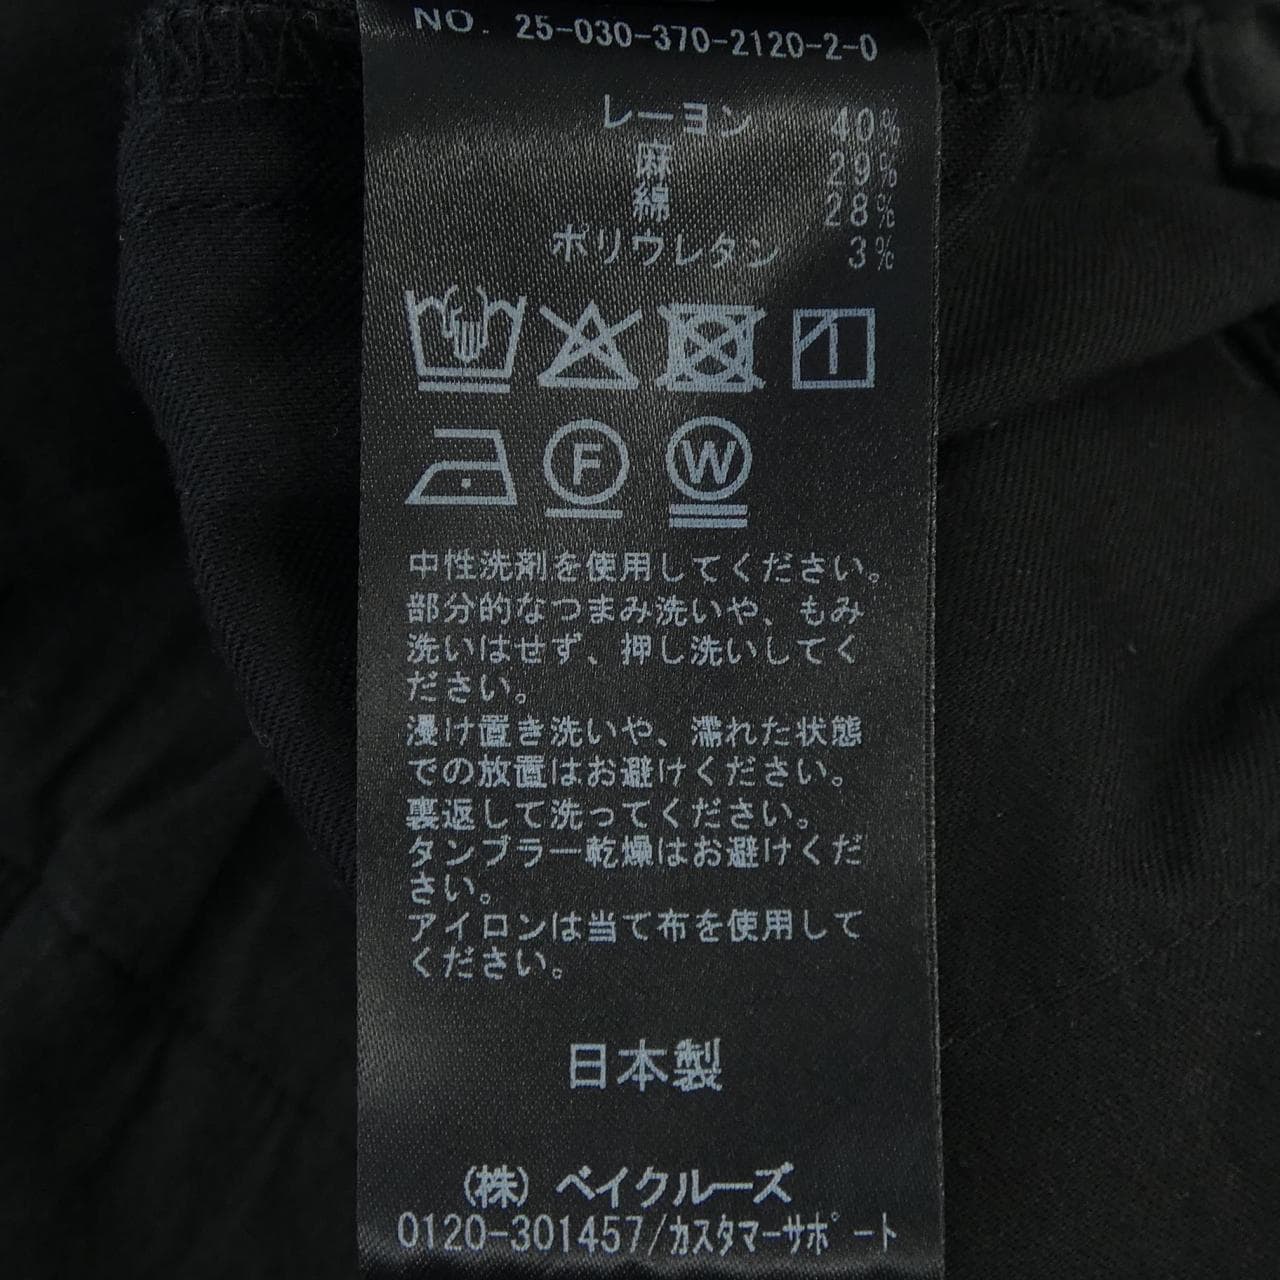 NO. 25-030-370-2120-2-0
レーヨン 40%
麻 29%
綿 28%
ポリウレタン 3%
F W
中性洗剤を使用してください。
部分的なつまみ洗いや、もみ
洗いはせず、押し洗いしてく
ださい。
浸け置き洗いや、濡れた状態
での放置はお避けください。
裏返して洗ってください。
タンブラー乾燥はお避けくだ
さい。
アイロンは当て布を使用して
ください。
日本製
(株) ベイクルーズ
0120-301457/カスタマーサポート